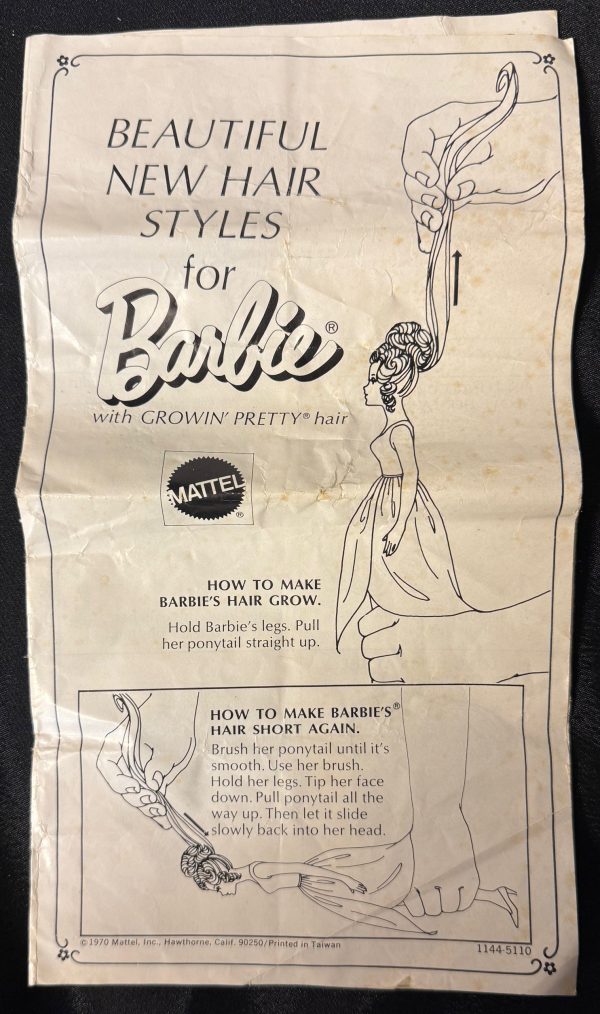 BEAUTIFUL
NEW HAIR
STYLES
for
Barbie®
with GROWIN' PRETTY® hair
MATTEL
®
HOW TO MAKE
BARBIE'S HAIR GROW.
Hold Barbie's legs. Pull
her ponytail straight up.
HOW TO MAKE BARBIE'S®
HAIR SHORT AGAIN.
Brush her ponytail until it's
smooth. Use her brush.
Hold her legs. Tip her face
down. Pull ponytail all the
way up. Then let it slide
slowly back into her head.
©1970 Mattel, Inc., Hawthorne, Calif. 90250/Printed in Taiwan
1144-5110